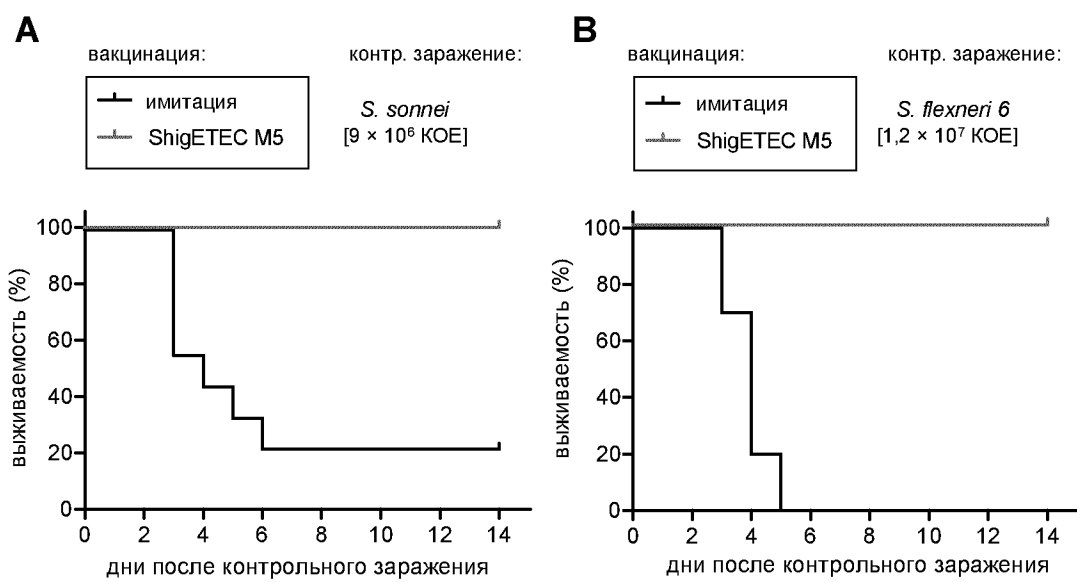 A
вакцинация:
контр. заражение:
имитация
ShigETEC M5
S. sonnei
[9 × 10⁶ КОЕ]
выживаемость (%)
100
80
60
40
20
0
0 2 4 6 8 10 12 14
дни после контрольного заражения
B
вакцинация:
контр. заражение:
имитация
ShigETEC M5
S. flexneri 6
[1,2 × 10⁷ КОЕ]
выживаемость (%)
100
80
60
40
20
0
0 2 4 6 8 10 12 14
дни после контрольного заражения